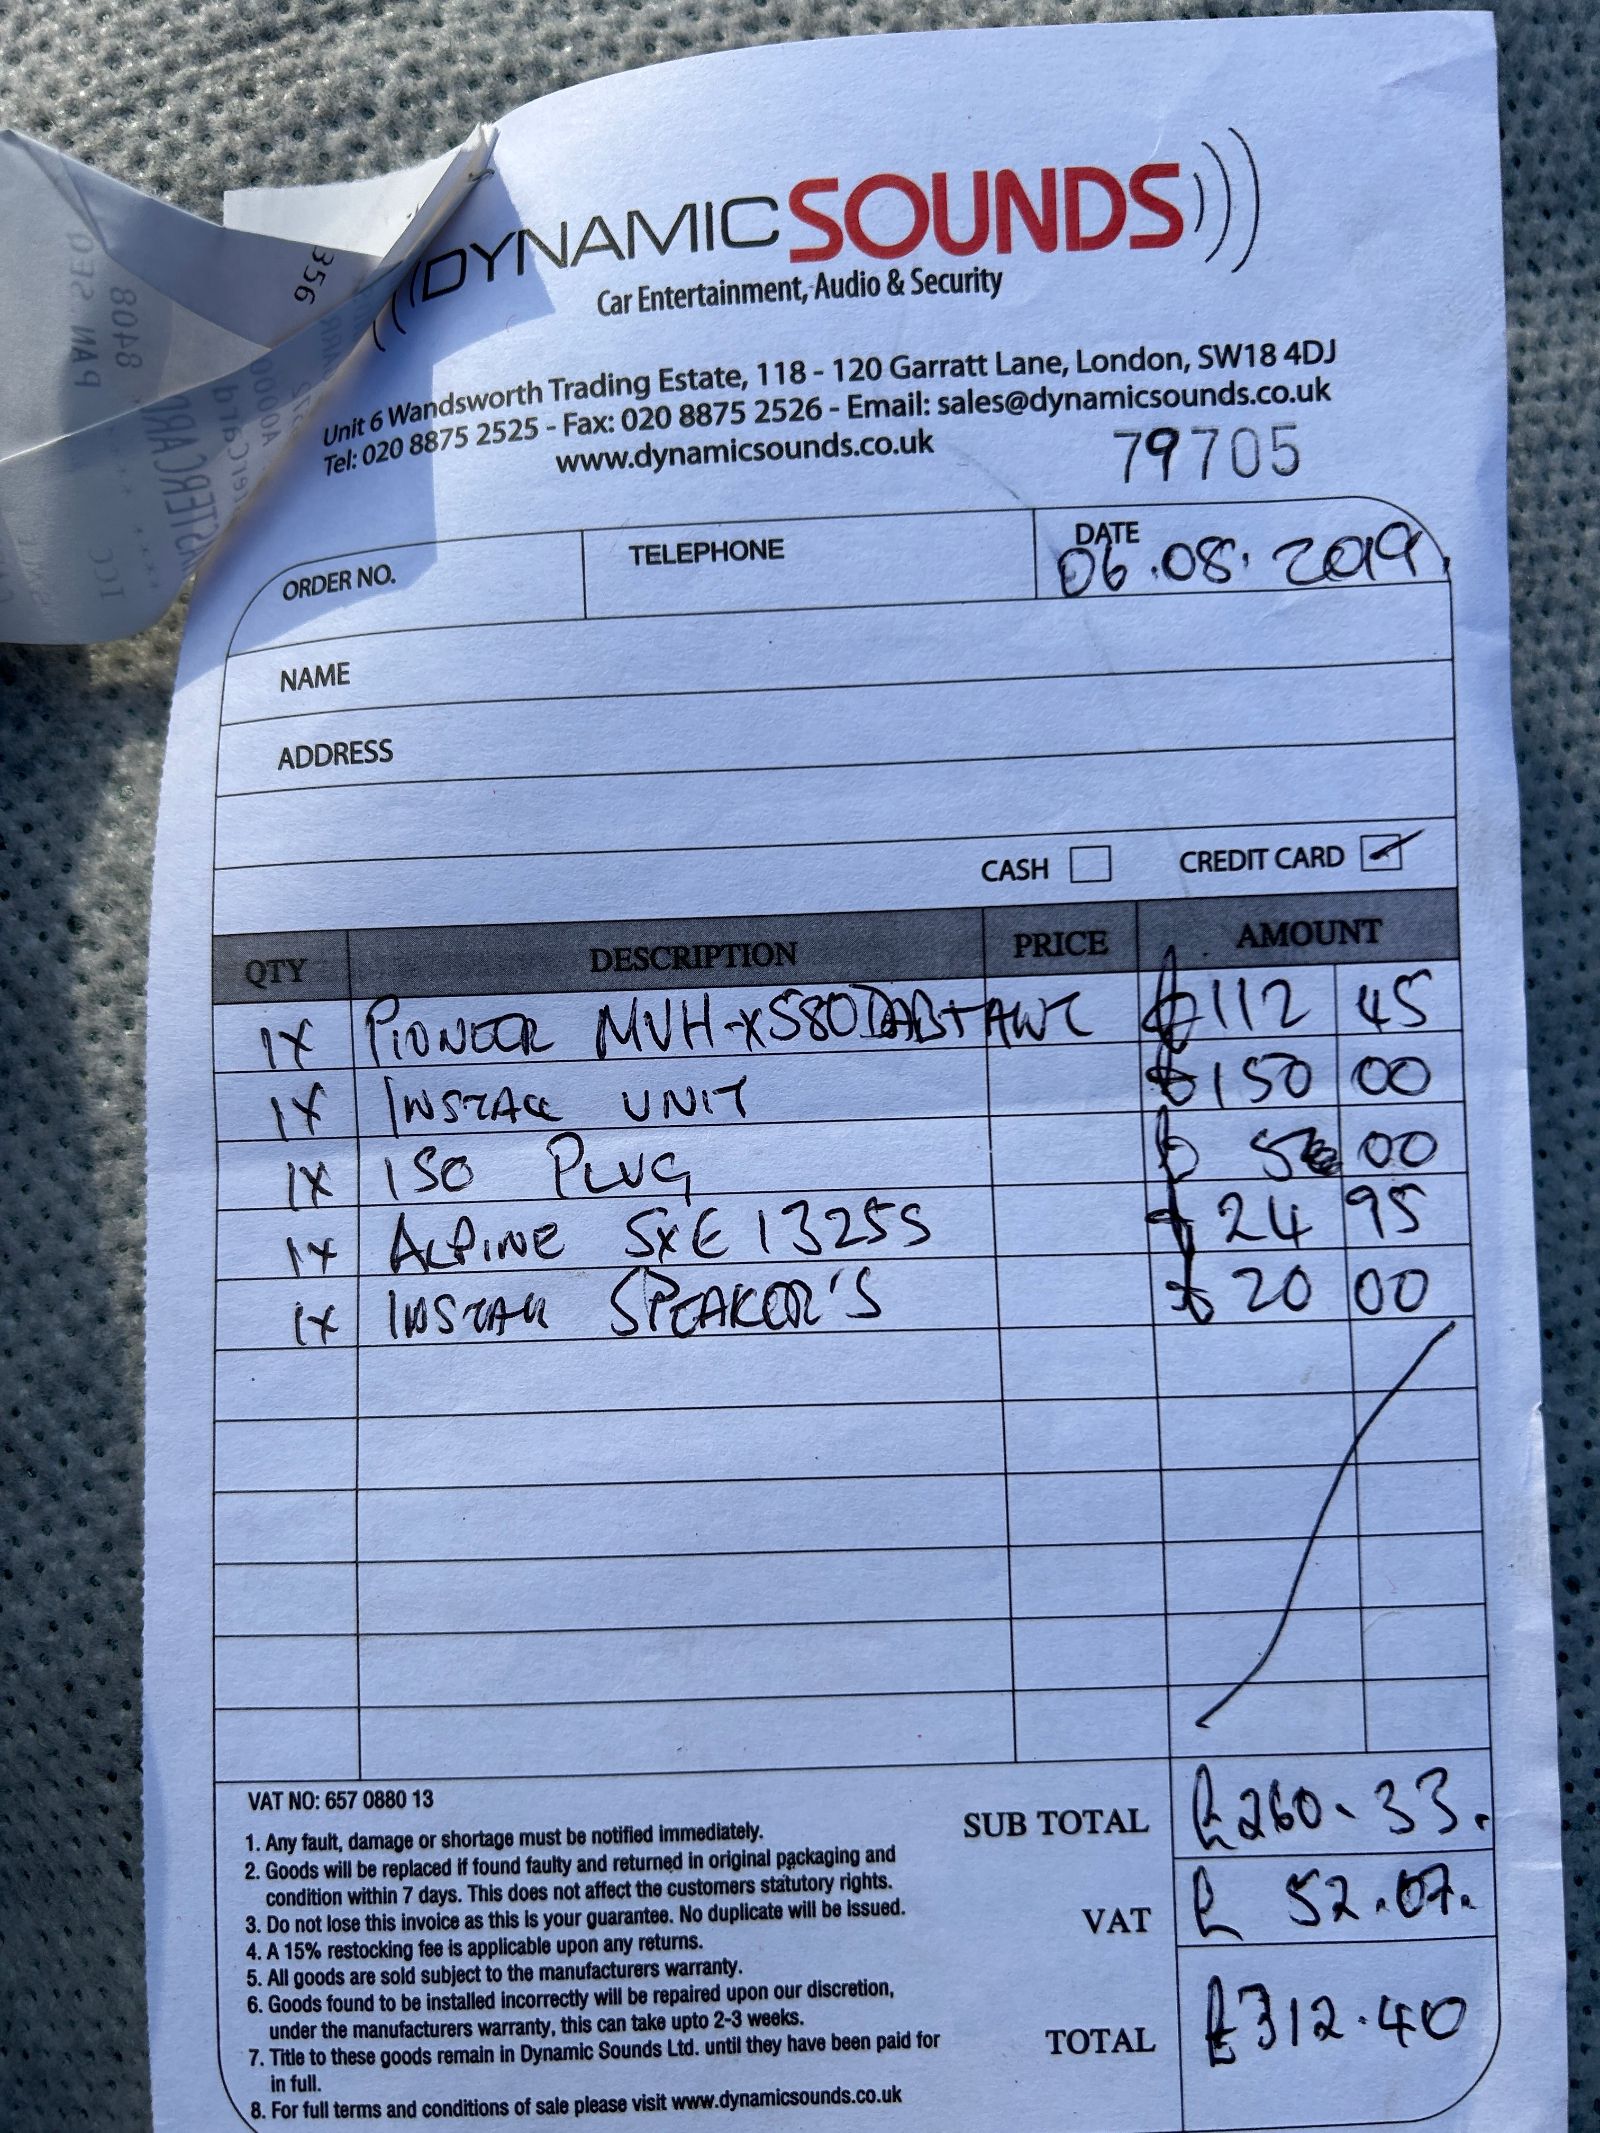 DYNAMICSOUNDS
Car Entertainment, Audio & Security
Unit 6 Wandsworth Trading Estate, 118 - 120 Garratt Lane, London, SW18 4DJ
Tel: 020 8875 2525 - Fax: 020 8875 2526 - Email: sales@dynamicsounds.co.uk
www.dynamicsounds.co.uk
79705
356
8048
PAN SEQ
ICC
ORDER NO. TELEPHONE DATE 06.08.2019
NAME
ADDRESS
CASH CREDIT CARD
QTY DESCRIPTION PRICE AMOUNT
1X PIONEER MVH-X580DAB+ANT £112 45
1X INSTALL UNIT £150 00
1X ISO PLUG £ 5 00
1X ALPINE SXE 1325S £24 95
1X INSTALL SPEAKER'S £20 00
VAT NO: 657 0880 13
1. Any fault, damage or shortage must be notified immediately.
2. Goods will be replaced if found faulty and returned in original packaging and
condition within 7 days. This does not affect the customers statutory rights.
3. Do not lose this invoice as this is your guarantee. No duplicate will be issued.
4. A 15% restocking fee is applicable upon any returns.
5. All goods are sold subject to the manufacturers warranty.
6. Goods found to be installed incorrectly will be repaired upon our discretion,
under the manufacturers warranty, this can take upto 2-3 weeks.
7. Title to these goods remain in Dynamic Sounds Ltd. until they have been paid for
in full.
8. For full terms and conditions of sale please visit www.dynamicsounds.co.uk
SUB TOTAL £260.33.
VAT £ 52.07.
TOTAL £312.40